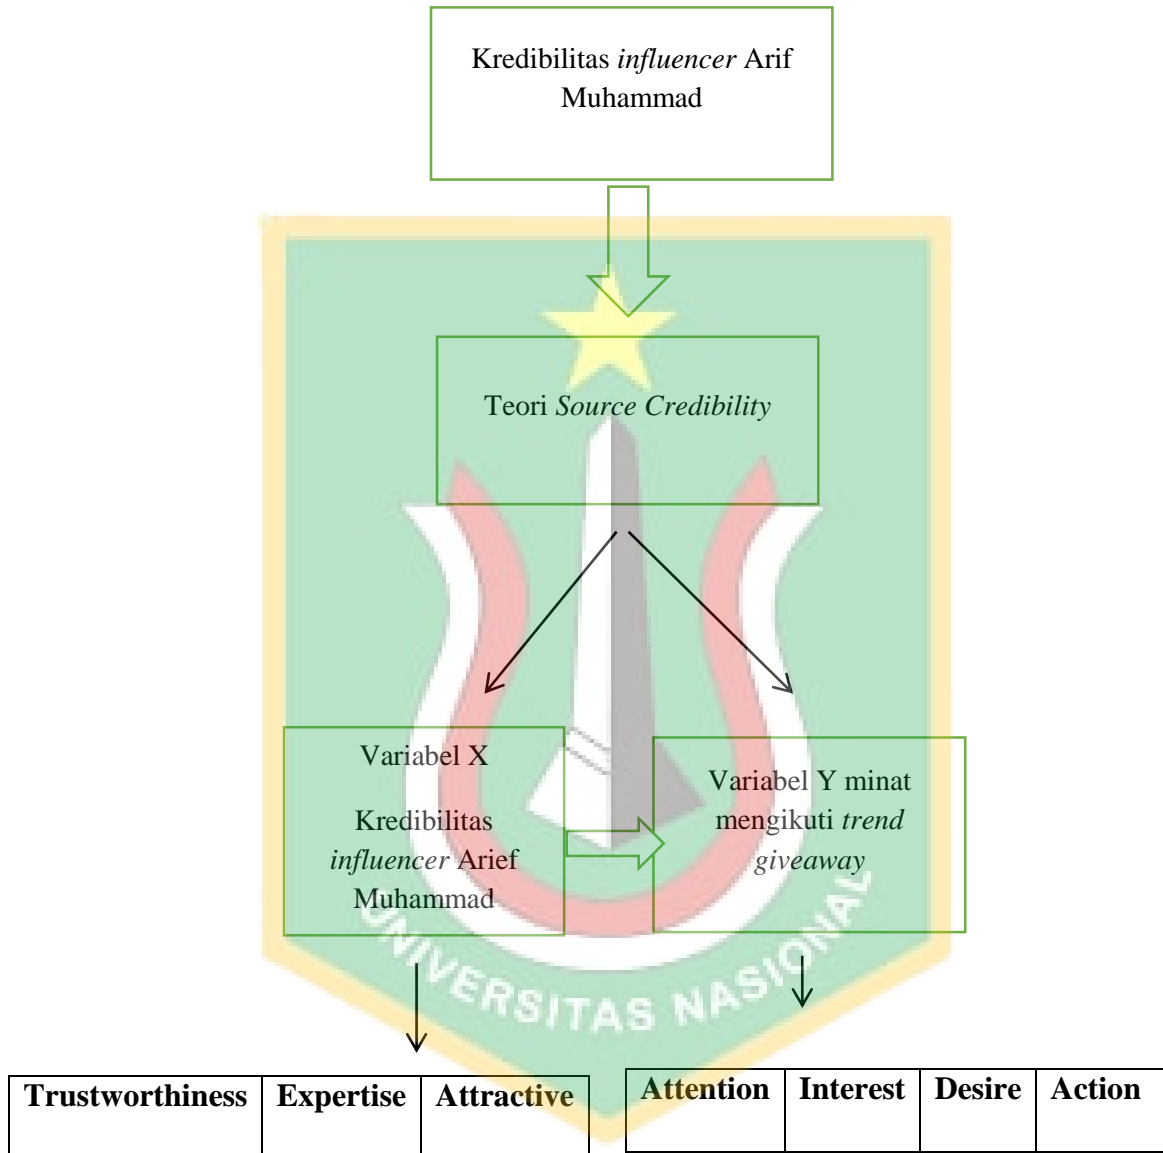 Kredibilitas influencer Arif
Muhammad
Teori Source Credibility
Variabel X
Kredibilitas
influencer Arief
Muhammad
Variabel Y minat
mengikuti trend
giveaway
UNIVERSITAS NASIONAL
Trustworthiness Expertise Attractive
Attention Interest Desire Action